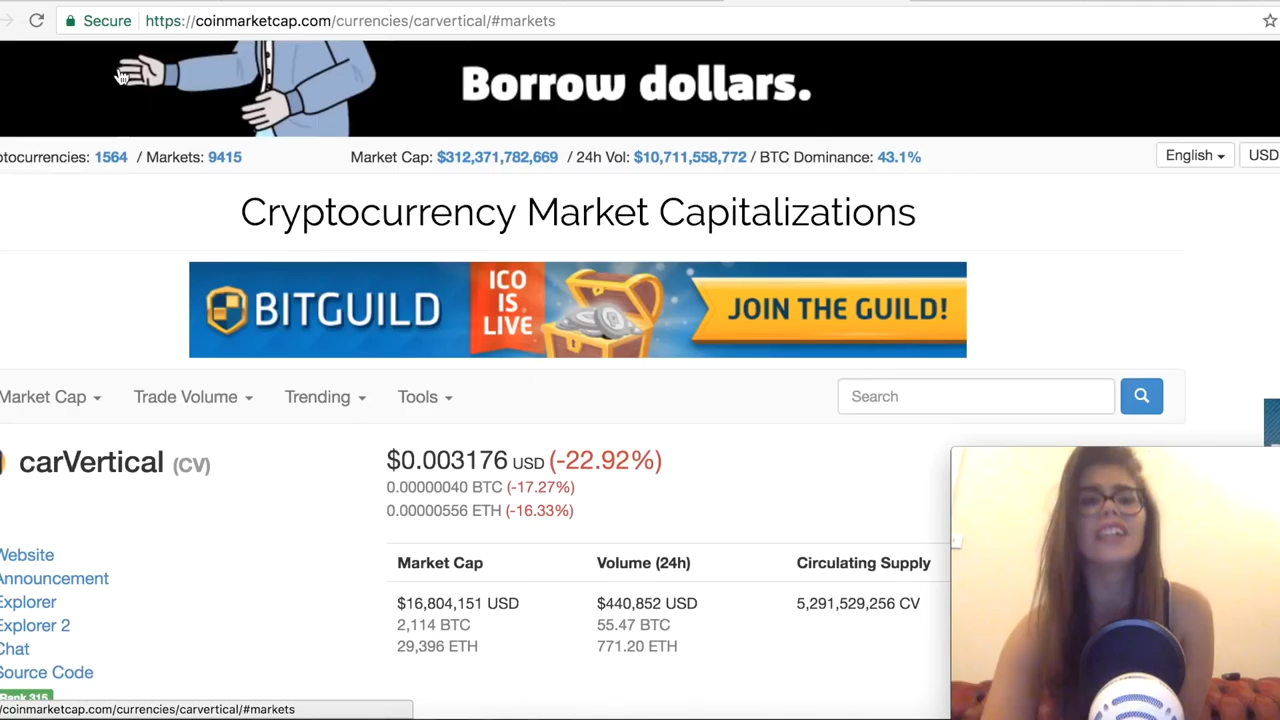 Secure https://coinmarketcap.com/currencies/carvertical/#markets
Borrow dollars.
ptocurrencies: 1564 / Markets: 9415 Market Cap: $312,371,782,669 / 24h Vol: $10,711,558,772 / BTC Dominance: 43.1% English USD
Cryptocurrency Market Capitalizations
BITGUILD ICO IS LIVE JOIN THE GUILD!
Market Cap Trade Volume Trending Tools Search
carVertical (CV) $0.003176 USD (-22.92%)
0.00000040 BTC (-17.27%)
0.00000556 ETH (-16.33%)
Website
Announcement
Explorer
Explorer 2
Chat
Source Code
Rank 315
Market Cap Volume (24h) Circulating Supply
$16,804,151 USD $440,852 USD 5,291,529,256 CV
2,114 BTC 55.47 BTC
29,396 ETH 771.20 ETH
/coinmarketcap.com/currencies/carvertical/#markets